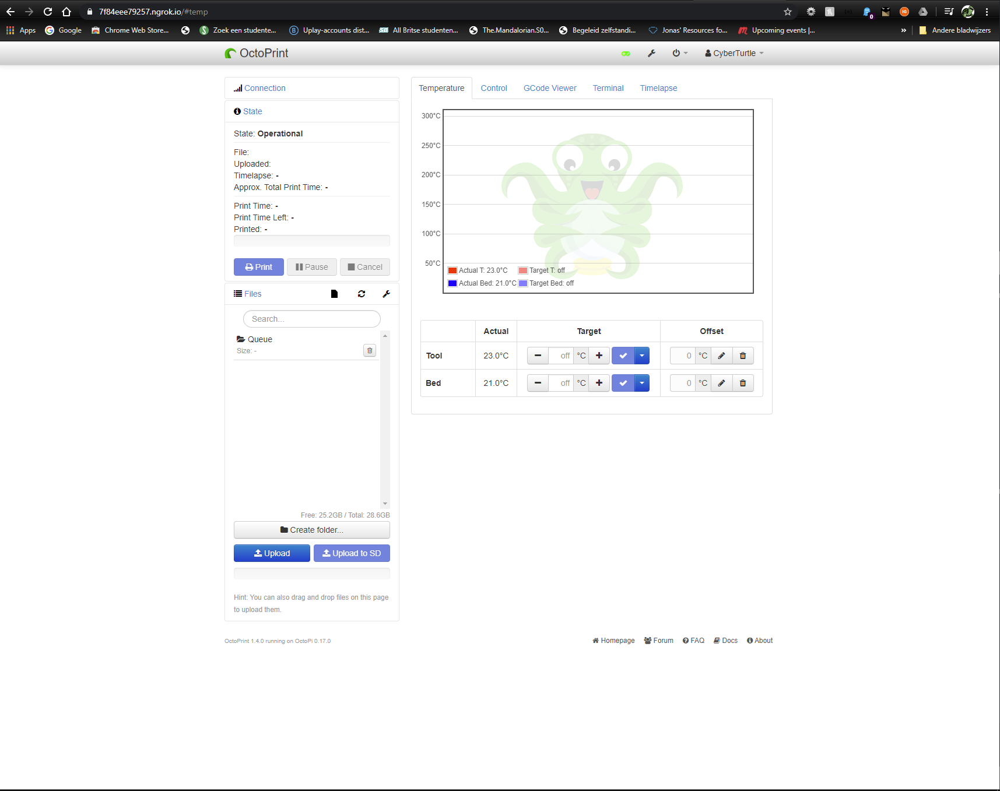 7f84eee79257.ngrok.io/#temp
0
IG
Apps
Google
Chrome Web Store...
Zoek een studente...
Uplay-accounts dist...
All Britse studenten...
The.Mandalorian.S0...
Begeleid zelfstandi...
Jonas' Resources fo...
Upcoming events |...
»
Andere bladwijzers
OctoPrint
CyberTurtle
Connection
Temperature
Control
GCode Viewer
Terminal
Timelapse
State
State: Operational
File:
Uploaded:
Timelapse: -
Approx. Total Print Time: -
Print Time: -
Print Time Left: -
Printed: -
Print
Pause
Cancel
Files
Search...
Queue
Size: -
Free: 25.2GB / Total: 28.6GB
Create folder...
Upload
Upload to SD
Hint: You can also drag and drop files on this page
to upload them.
300°C
250°C
200°C
150°C
100°C
50°C
Actual T: 23.0°C
Target T: off
Actual Bed: 21.0°C
Target Bed: off
Actual
Target
Offset
Tool
23.0°C
off
°C
0
°C
Bed
21.0°C
off
°C
0
°C
OctoPrint 1.4.0 running on OctoPi 0.17.0
Homepage
Forum
FAQ
Docs
About